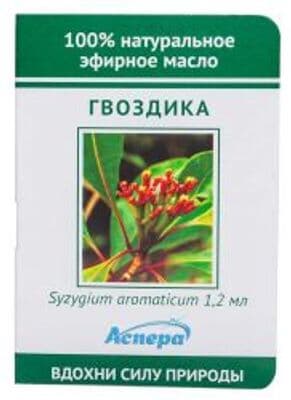 100% натуральное
эфирное масло
ГВОЗДИКА
Syzygium aromaticum 1,2 мл
Аспера
ВДОХНИ СИЛУ ПРИРОДЫ